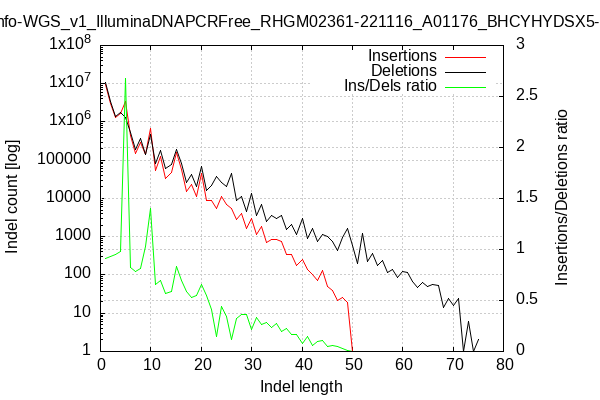 nfo-WGS_v1_IlluminaDNAPCRFree_RHGM02361-221116_A01176_BHCYHYDSX5-
Insertions
Deletions
Ins/Dels ratio
1x10^8
1x10^7
1x10^6
100000
10000
1000
100
10
1
3
2.5
2
1.5
1
0.5
0
0 10 20 30 40 50 60 70 80
Indel length
Indel count [log]
Insertions/Deletions ratio